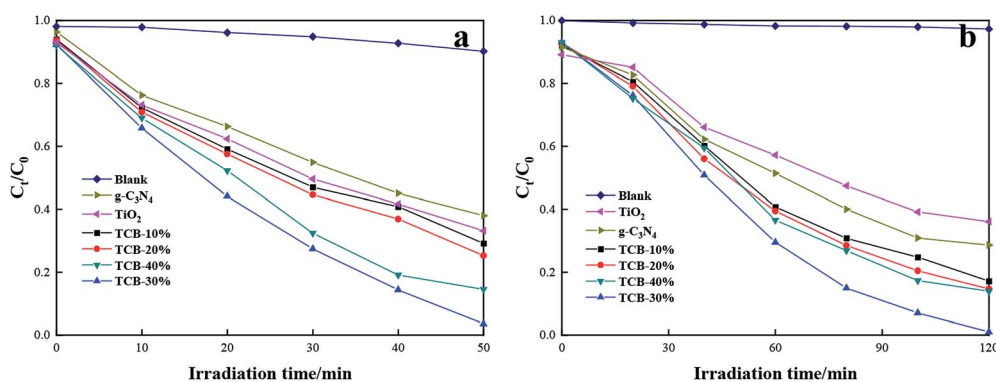 a
C_t/C_0
1.0
0.8
0.6
0.4
0.2
0.0
Blank
g-C₃N₄
TiO₂
TCB-10%
TCB-20%
TCB-40%
TCB-30%
0 10 20 30 40 50
Irradiation time/min
b
C_t/C_0
1.0
0.8
0.6
0.4
0.2
0.0
Blank
TiO₂
g-C₃N₄
TCB-10%
TCB-20%
TCB-40%
TCB-30%
0 30 60 90 120
Irradiation time/min